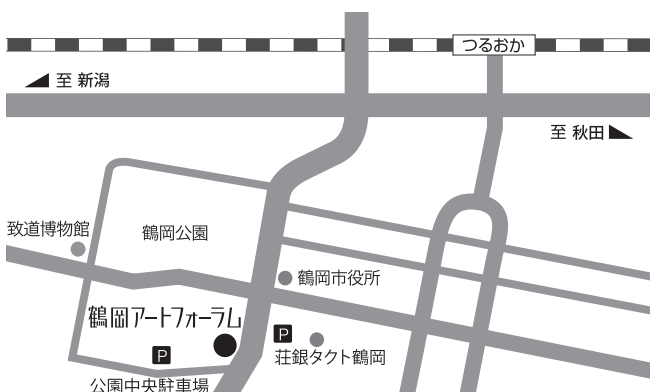 つるおか
至 新潟
至 秋田
致道博物館
鶴岡公園
鶴岡市役所
鶴岡アートフォーラム
P
P
荘銀タクト鶴岡
公園中央駐車場